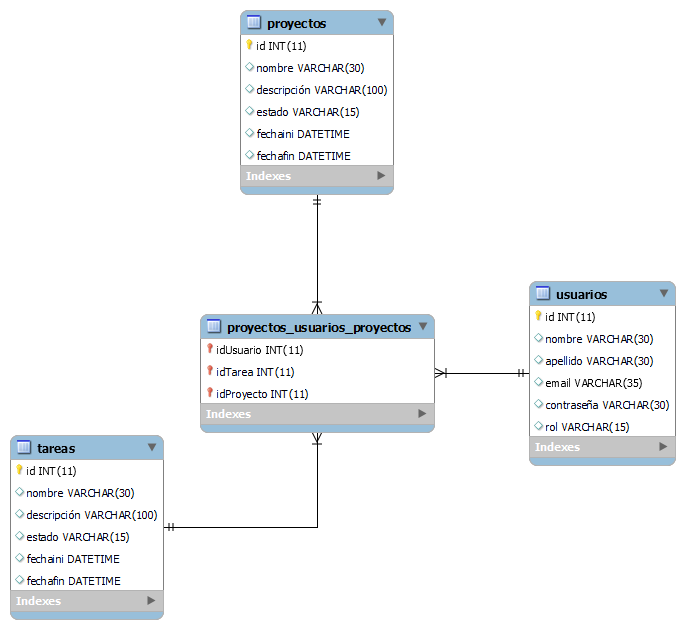 proyectos
id INT(11)
nombre VARCHAR(30)
descripción VARCHAR(100)
estado VARCHAR(15)
fechaini DATETIME
fechafin DATETIME
Indexes
usuarios
id INT(11)
nombre VARCHAR(30)
apellido VARCHAR(30)
email VARCHAR(35)
contraseña VARCHAR(30)
rol VARCHAR(15)
Indexes
proyectos_usuarios_proyectos
idUsuario INT(11)
idTarea INT(11)
idProyecto INT(11)
Indexes
tareas
id INT(11)
nombre VARCHAR(30)
descripción VARCHAR(100)
estado VARCHAR(15)
fechaini DATETIME
fechafin DATETIME
Indexes